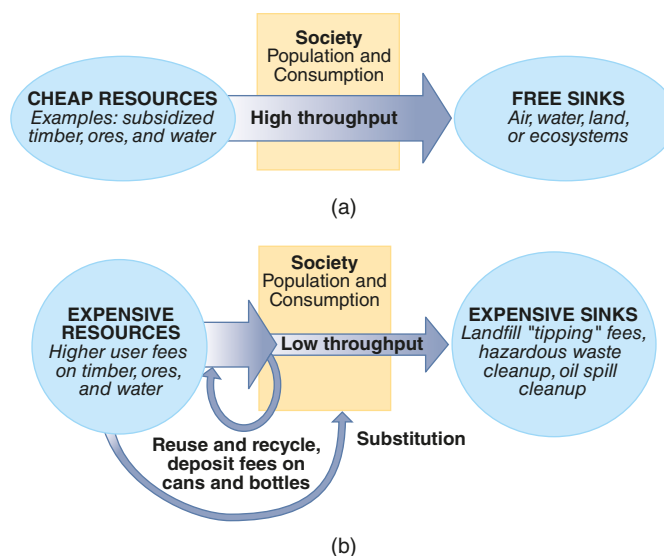 Society
Population and
Consumption
CHEAP RESOURCES
Examples: subsidized
timber, ores, and water
High throughput
FREE SINKS
Air, water, land,
or ecosystems
(a)
Society
Population and
Consumption
EXPENSIVE
RESOURCES
Higher user fees
on timber, ores,
and water
Low throughput
EXPENSIVE SINKS
Landfill "tipping" fees,
hazardous waste
cleanup, oil spill
cleanup
Reuse and recycle,
deposit fees on
cans and bottles
Substitution
(b)